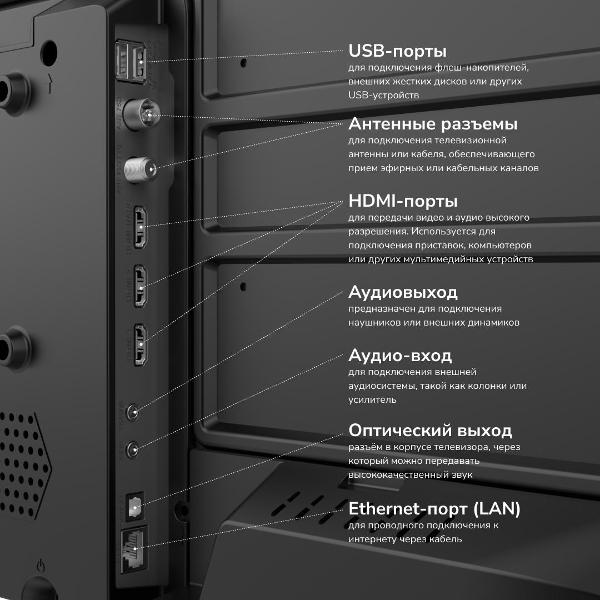 USB-порты
для подключения флеш-накопителей,
внешних жестких дисков или других
USB-устройств
Антенные разъемы
для подключения телевизионной
антенны или кабеля, обеспечивающего
прием эфирных или кабельных каналов
HDMI-порты
для передачи видео и аудио высокого
разрешения. Используется для
подключения приставок, компьютеров
или других мультимедийных устройств
Аудиовыход
предназначен для подключения
наушников или внешних динамиков
Аудио-вход
для подключения внешней
аудиосистемы, такой как колонки или
усилитель
Оптический выход
разъём в корпусе телевизора, через
который можно передавать
высококачественный звук
Ethernet-порт (LAN)
для проводного подключения к
интернету через кабель